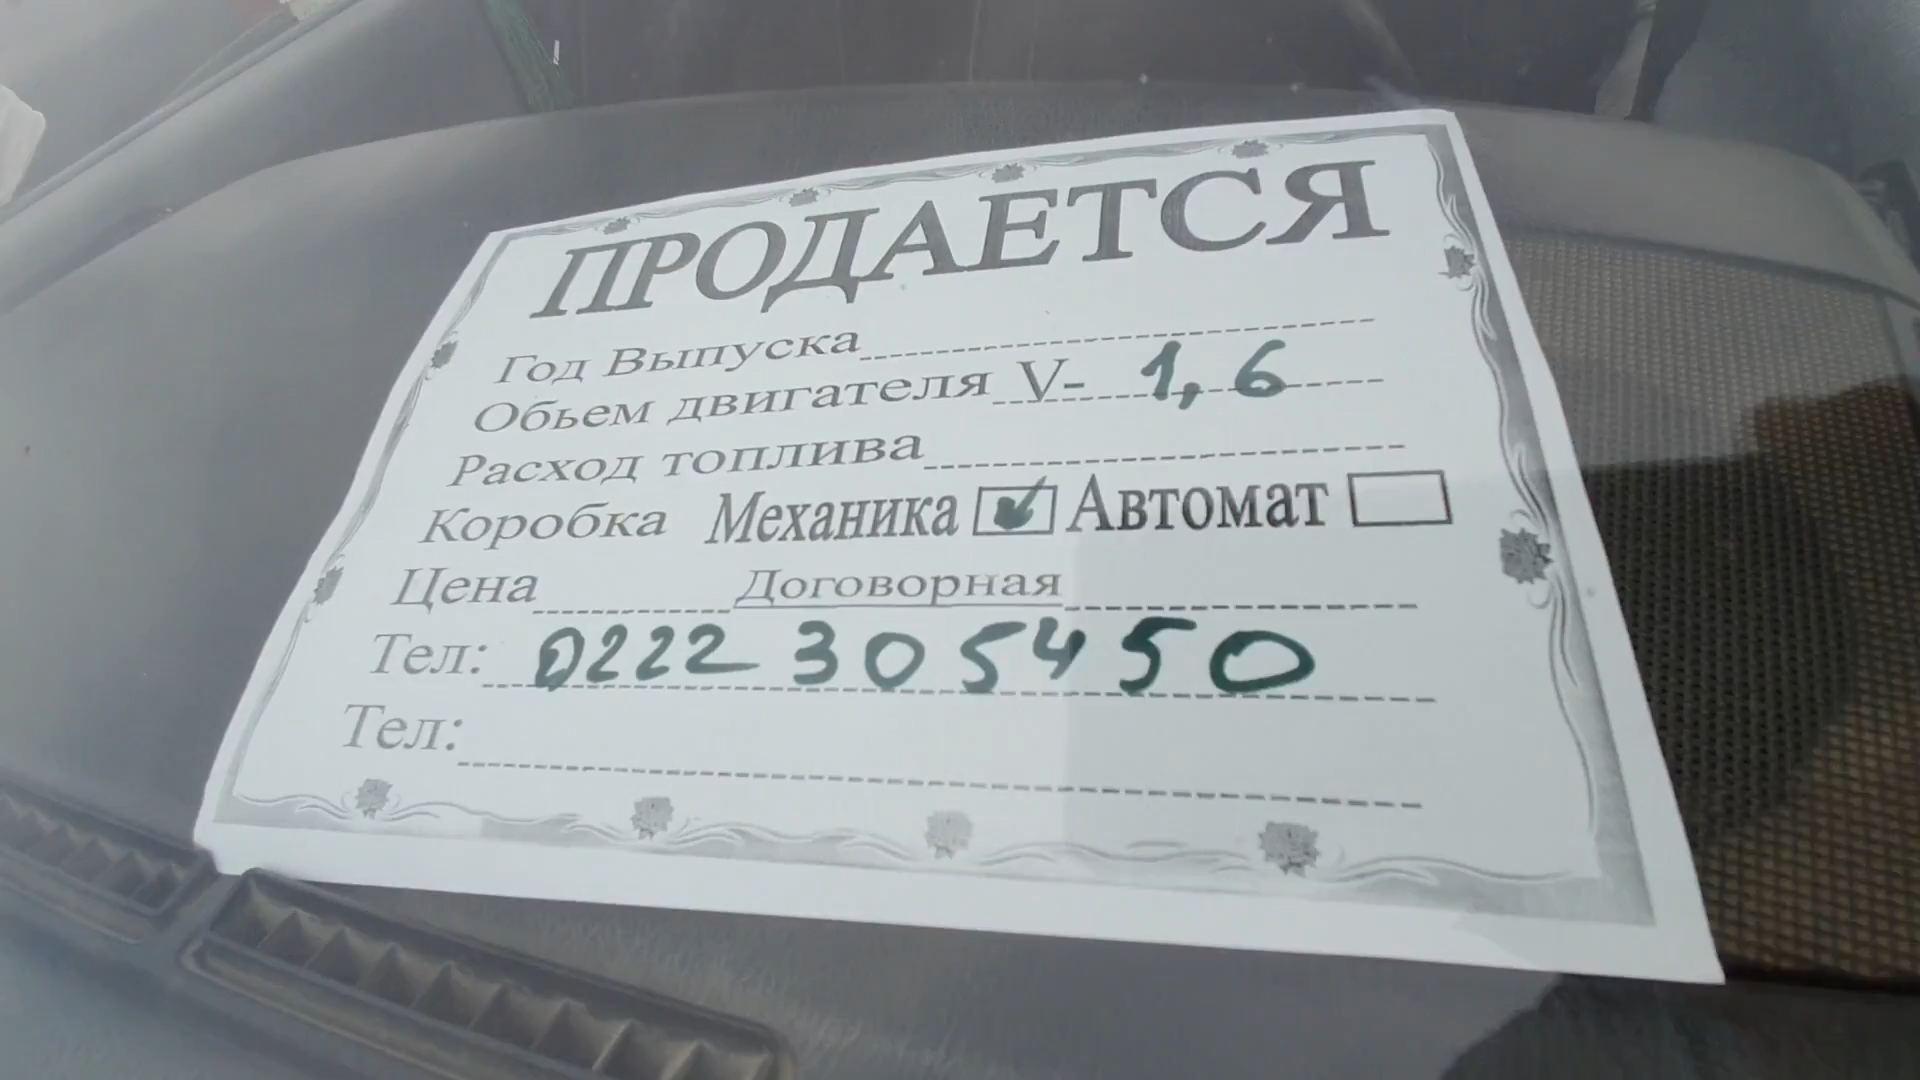 ПРОДАЕТСЯ
Год Выпуска
Обьем двигателя V- 1,6
Расход топлива
Коробка Механика ✓ Автомат
Цена Договорная
Тел: 0222 305450
Тел: